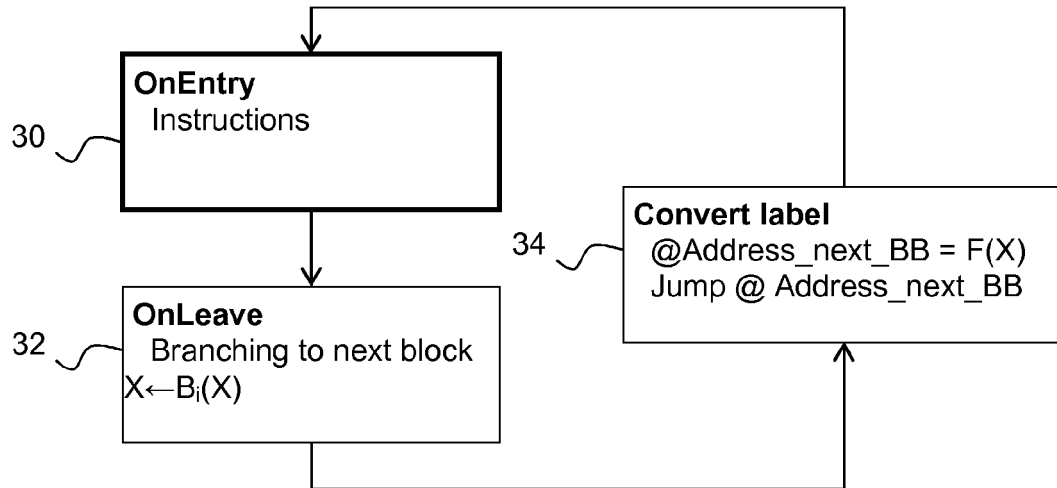 OnEntry
Instructions
30
Convert label
@Address_next_BB = F(X)
Jump @ Address_next_BB
34
OnLeave
Branching to next block
X←Bᵢ(X)
32